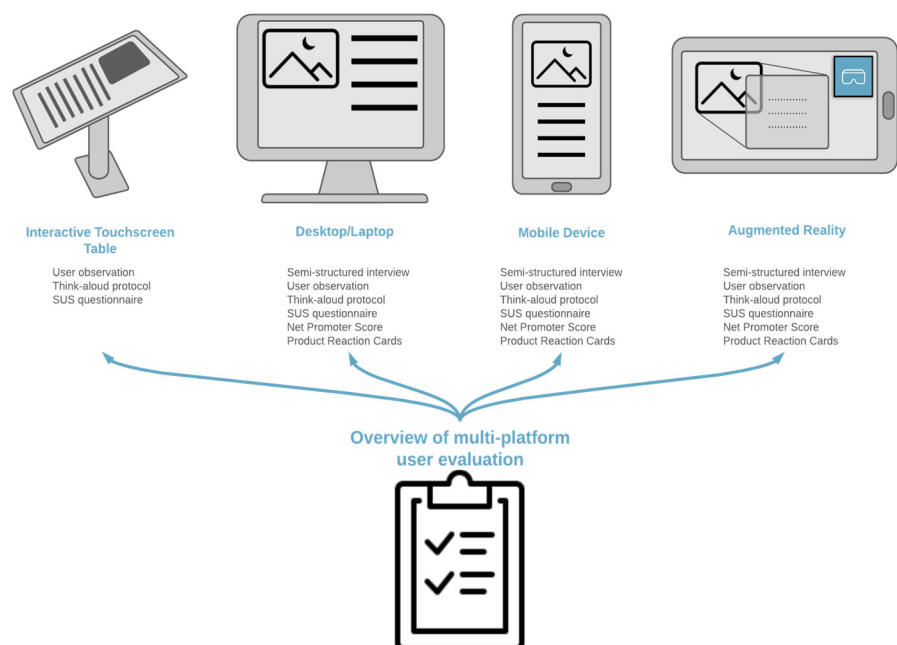 Interactive Touchscreen
Table
User observation
Think-aloud protocol
SUS questionnaire
Desktop/Laptop
Semi-structured interview
User observation
Think-aloud protocol
SUS questionnaire
Net Promoter Score
Product Reaction Cards
Mobile Device
Semi-structured interview
User observation
Think-aloud protocol
SUS questionnaire
Net Promoter Score
Product Reaction Cards
Augmented Reality
Semi-structured interview
User observation
Think-aloud protocol
SUS questionnaire
Net Promoter Score
Product Reaction Cards
Overview of multi-platform
user evaluation